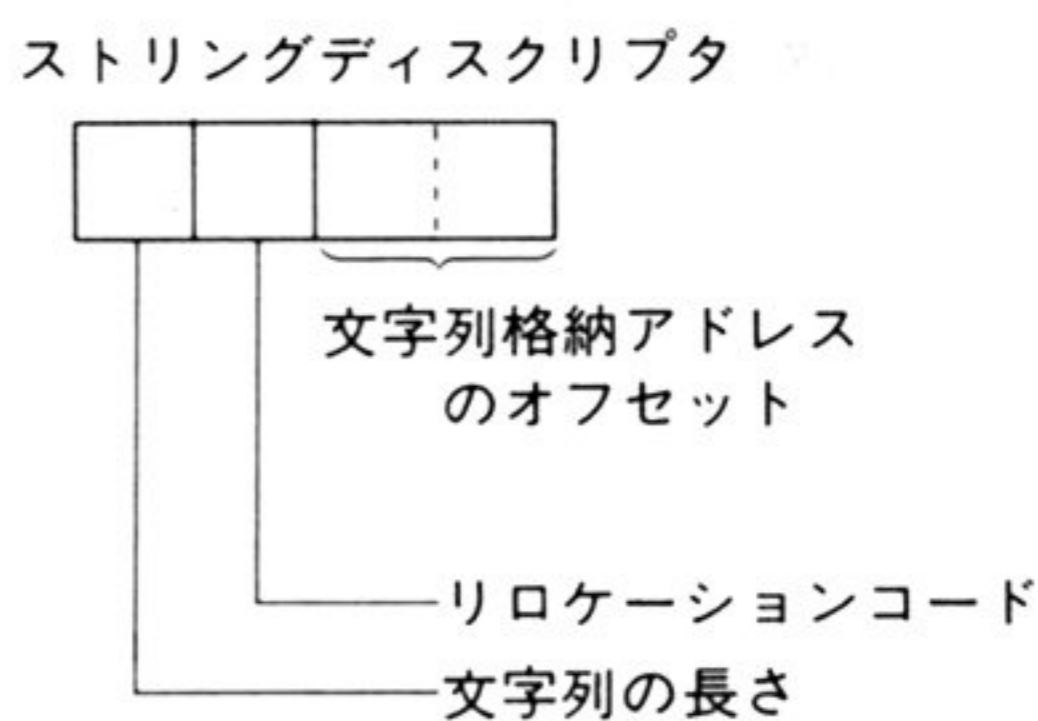 ストリングディスクリプタ
文字列格納アドレス
のオフセット
リロケーションコード
文字列の長さ